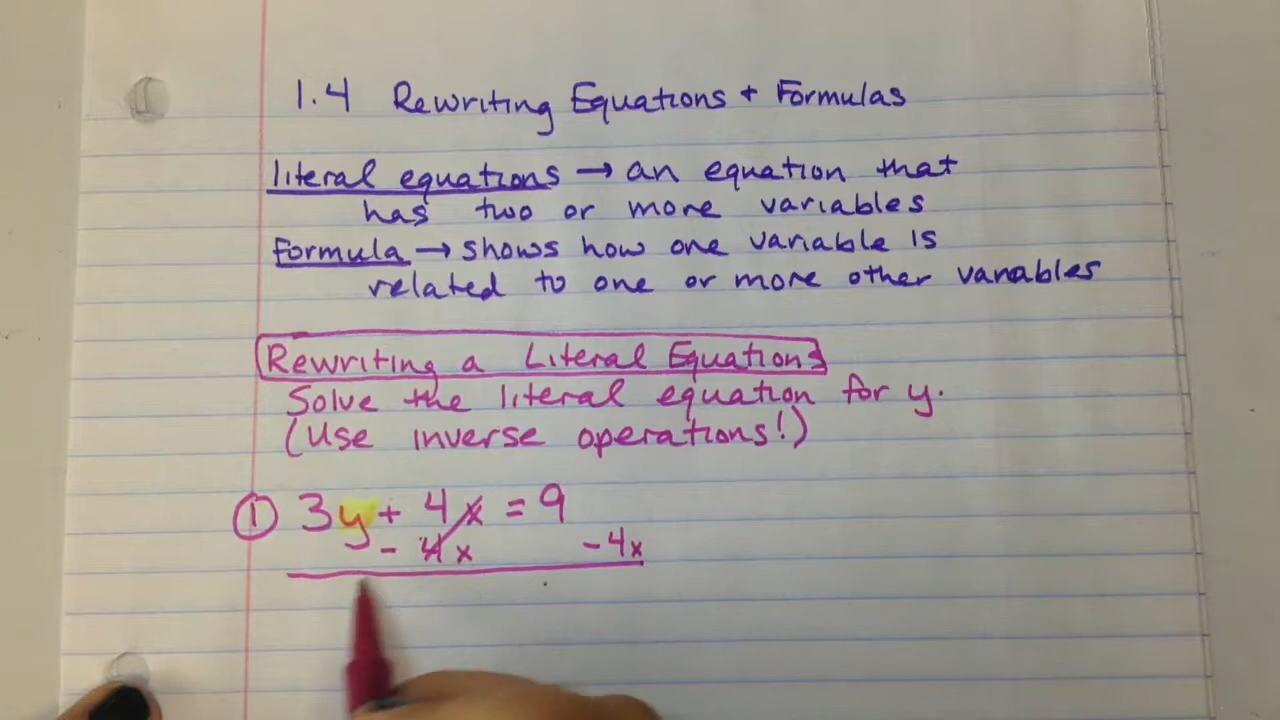 1.4 Rewriting Equations + Formulas
literal equations → an equation that
has two or more variables
formula → shows how one variable is
related to one or more other variables
Rewriting a Literal Equations
Solve the literal equation for y.
(Use inverse operations!)
① 3y + 4x = 9
- 4x - 4x